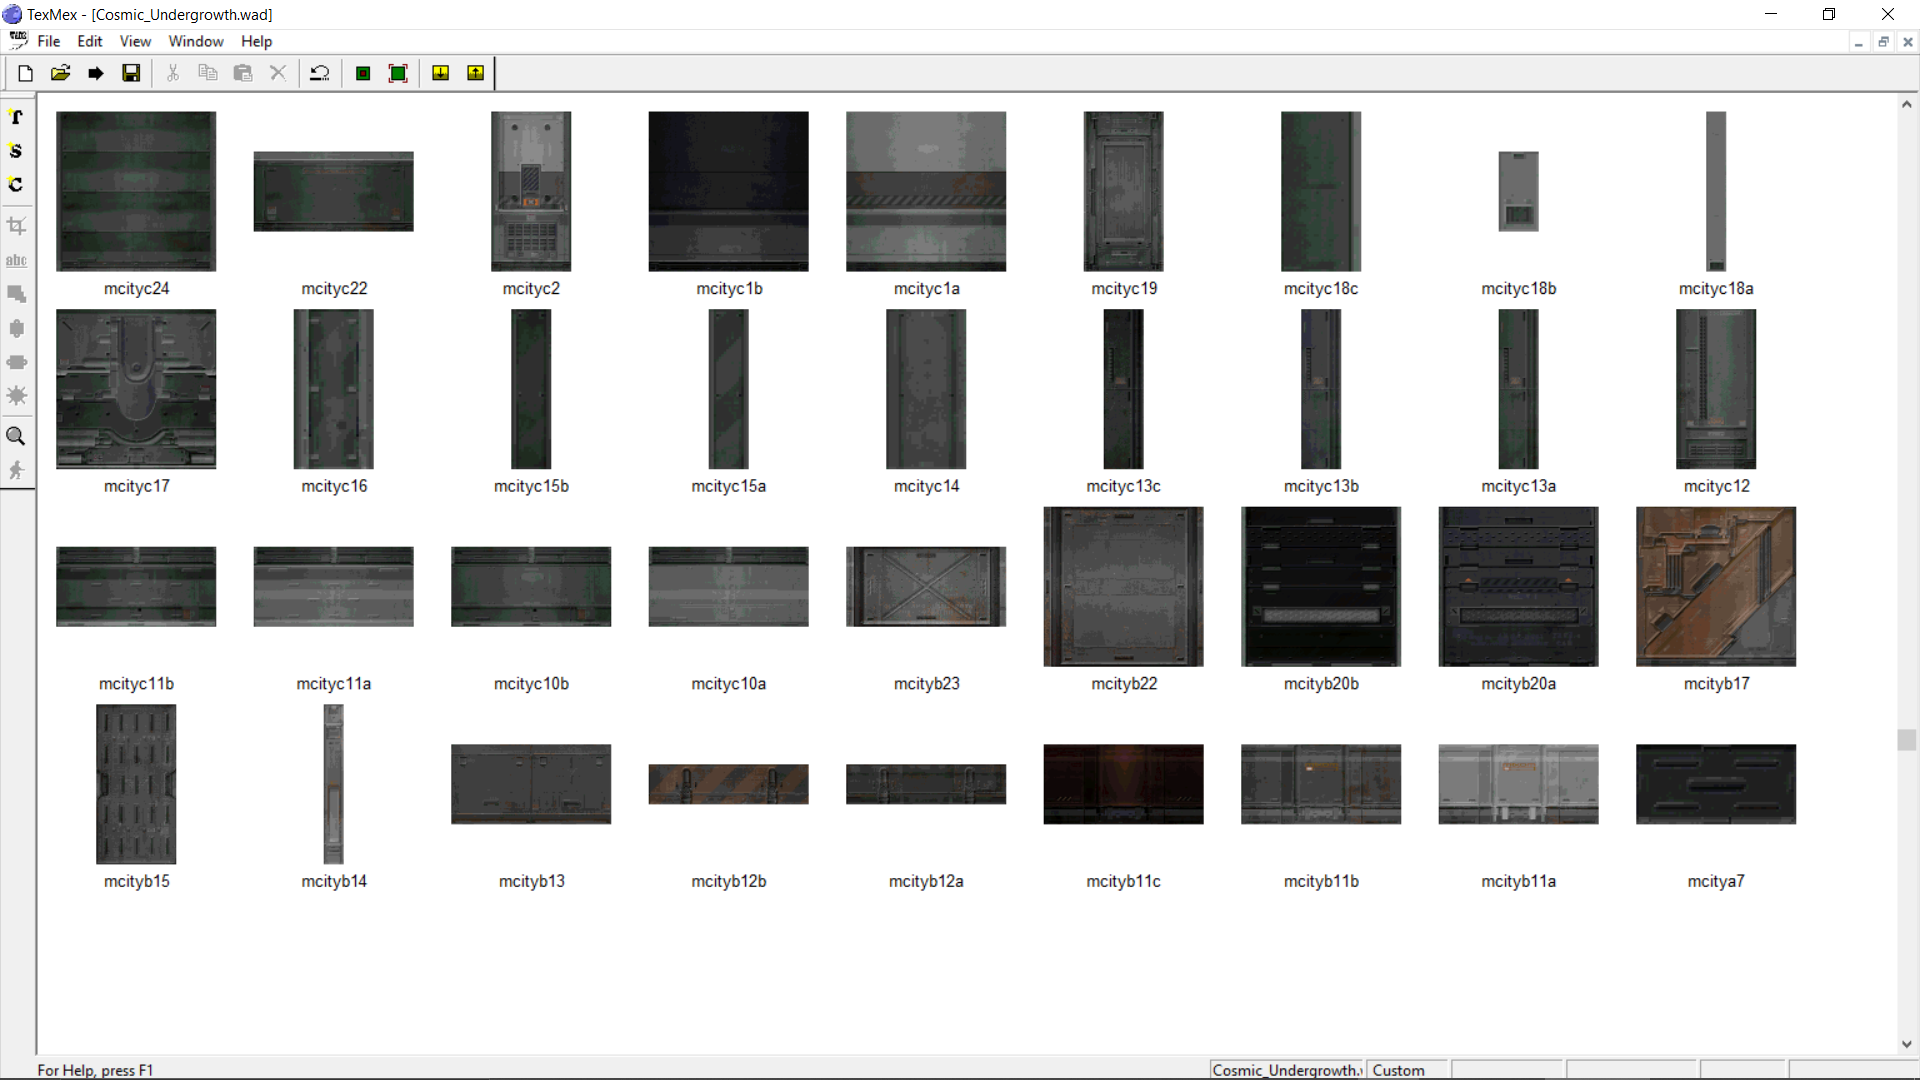 TexMex - [Cosmic_Undergrowth.wad]
File Edit View Window Help
T
S
C
abc
mcityc24 mcityc22 mcityc2 mcityc1b mcityc1a mcityc19 mcityc18c mcityc18b mcityc18a
mcityc17 mcityc16 mcityc15b mcityc15a mcityc14 mcityc13c mcityc13b mcityc13a mcityc12
mcityc11b mcityc11a mcityc10b mcityc10a mcityb23 mcityb22 mcityb20b mcityb20a mcityb17
mcityb15 mcityb14 mcityb13 mcityb12b mcityb12a mcityb11c mcityb11b mcityb11a mcitya7
For Help, press F1 Cosmic_Undergrowth. Custom